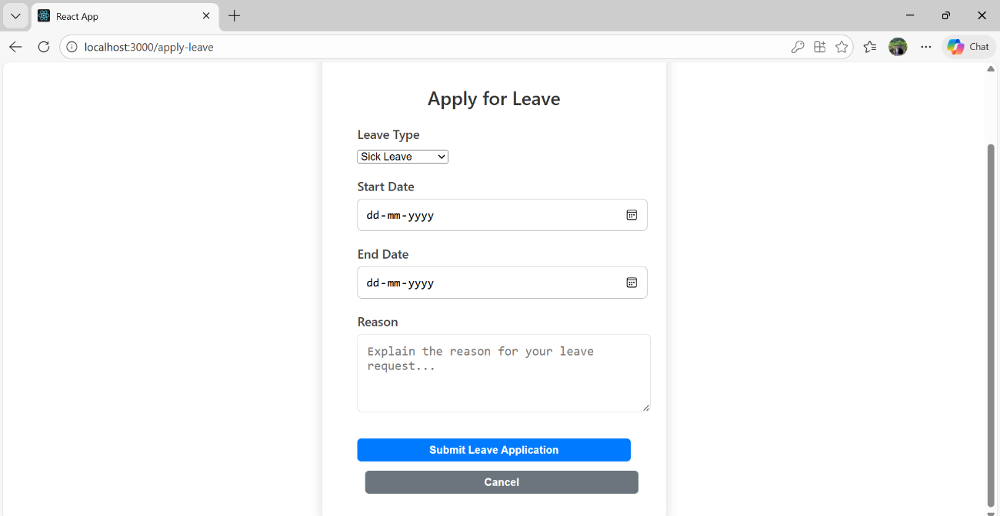 React App
localhost:3000/apply-leave
Chat
Apply for Leave
Leave Type
Sick Leave
Start Date
dd-mm-yyyy
End Date
dd-mm-yyyy
Reason
Explain the reason for your leave
request...
Submit Leave Application
Cancel